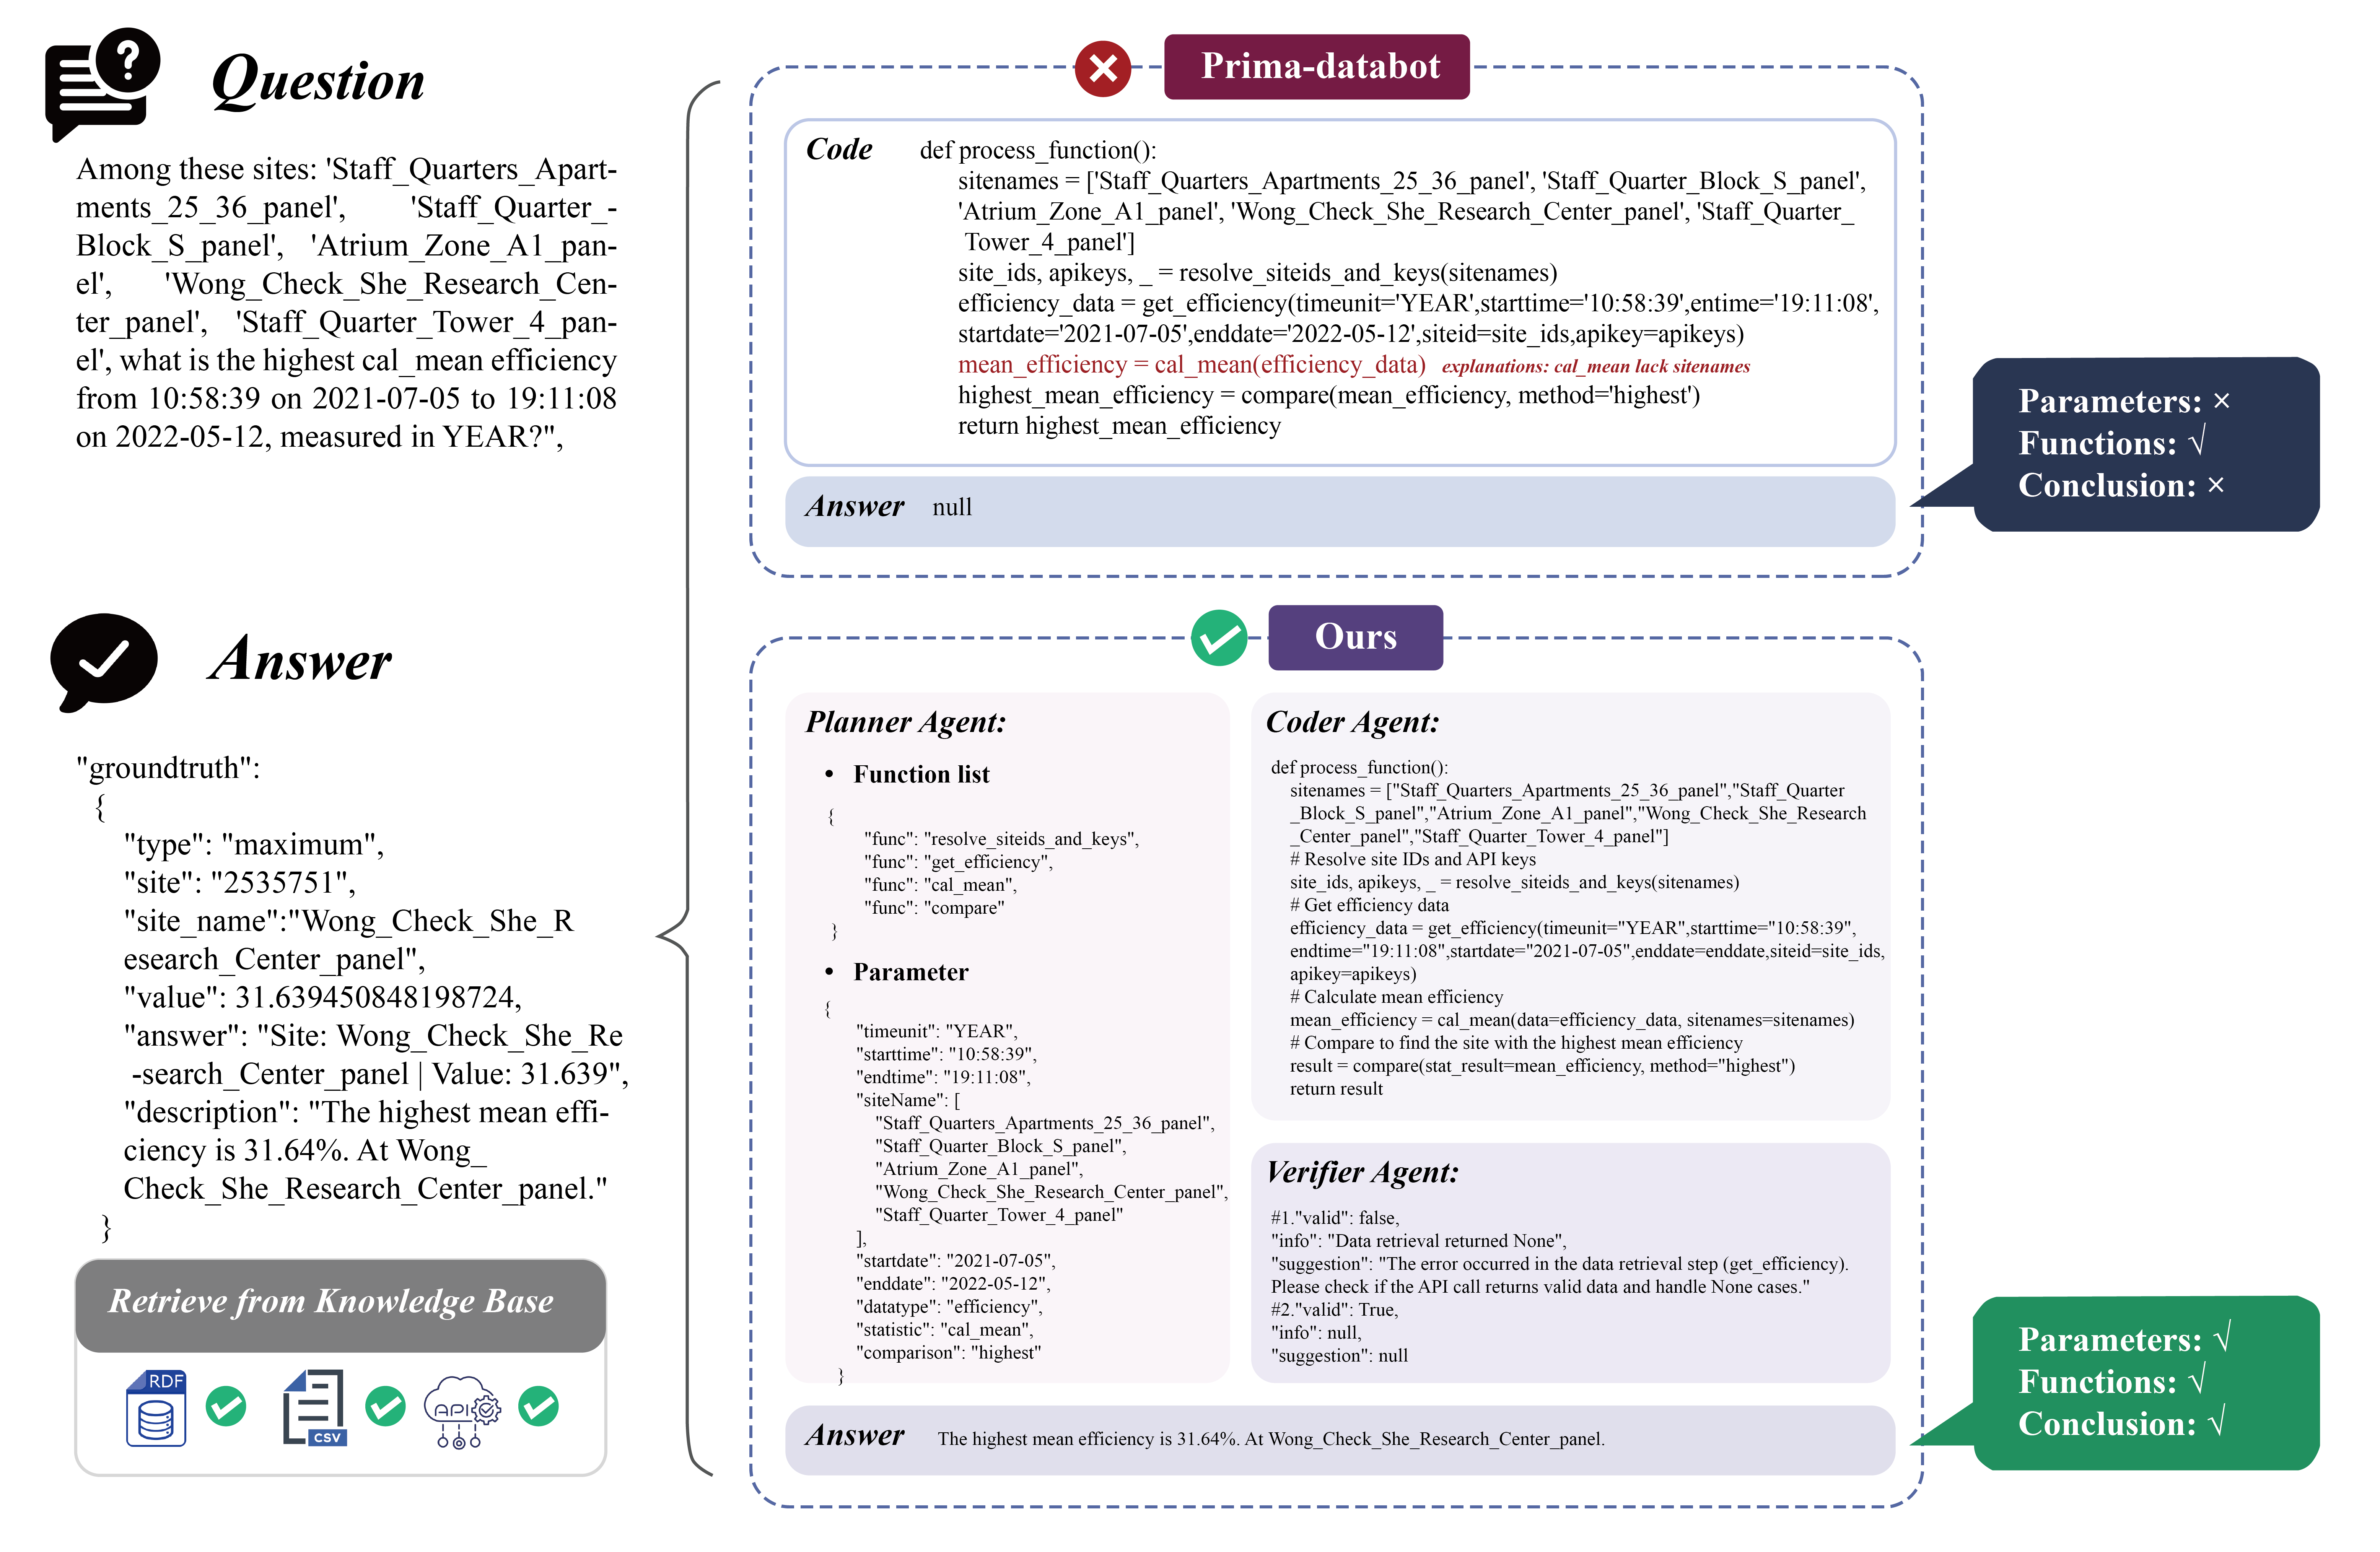 Question
Among these sites: 'Staff_Quarters_Apart-
ments_25_36_panel', 'Staff_Quarter_-
Block_S_panel', 'Atrium_Zone_A1_pan-
el', 'Wong_Check_She_Research_Cen-
ter_panel', 'Staff_Quarter_Tower_4_pan-
el', what is the highest cal_mean efficiency
from 10:58:39 on 2021-07-05 to 19:11:08
on 2022-05-12, measured in YEAR?",
Answer
"groundtruth":
{
"type": "maximum",
"site": "2535751",
"site_name":"Wong_Check_She_R
esearch_Center_panel",
"value": 31.639450848198724,
"answer": "Site: Wong_Check_She_Re
-search_Center_panel | Value: 31.639",
"description": "The highest mean effi-
ciency is 31.64%. At Wong_
Check_She_Research_Center_panel."
}
Retrieve from Knowledge Base
RDF
CSV
API
Prima-databot
Code
def process_function():
sitenames = ['Staff_Quarters_Apartments_25_36_panel', 'Staff_Quarter_Block_S_panel',
'Atrium_Zone_A1_panel', 'Wong_Check_She_Research_Center_panel', 'Staff_Quarter_
Tower_4_panel']
site_ids, apikeys, _ = resolve_siteids_and_keys(sitenames)
efficiency_data = get_efficiency(timeunit='YEAR',starttime='10:58:39',entime='19:11:08',
startdate='2021-07-05',enddate='2022-05-12',siteid=site_ids,apikey=apikeys)
mean_efficiency = cal_mean(efficiency_data) explanations: cal_mean lack sitenames
highest_mean_efficiency = compare(mean_efficiency, method='highest')
return highest_mean_efficiency
Answer null
Parameters: ×
Functions: √
Conclusion: ×
Ours
Planner Agent:
• Function list
{
"func": "resolve_siteids_and_keys",
"func": "get_efficiency",
"func": "cal_mean",
"func": "compare"
}
• Parameter
{
"timeunit": "YEAR",
"starttime": "10:58:39",
"endtime": "19:11:08",
"siteName": [
"Staff_Quarters_Apartments_25_36_panel",
"Staff_Quarter_Block_S_panel",
"Atrium_Zone_A1_panel",
"Wong_Check_She_Research_Center_panel",
"Staff_Quarter_Tower_4_panel"
],
"startdate": "2021-07-05",
"enddate": "2022-05-12",
"datatype": "efficiency",
"statistic": "cal_mean",
"comparison": "highest"
}
Coder Agent:
def process_function():
sitenames = ["Staff_Quarters_Apartments_25_36_panel","Staff_Quarter
_Block_S_panel","Atrium_Zone_A1_panel","Wong_Check_She_Research
_Center_panel","Staff_Quarter_Tower_4_panel"]
# Resolve site IDs and API keys
site_ids, apikeys, _ = resolve_siteids_and_keys(sitenames)
# Get efficiency data
efficiency_data = get_efficiency(timeunit="YEAR",starttime="10:58:39",
endtime="19:11:08",startdate="2021-07-05",enddate=enddate,siteid=site_ids,
apikey=apikeys)
# Calculate mean efficiency
mean_efficiency = cal_mean(data=efficiency_data, sitenames=sitenames)
# Compare to find the site with the highest mean efficiency
result = compare(stat_result=mean_efficiency, method="highest")
return result
Verifier Agent:
#1."valid": false,
"info": "Data retrieval returned None",
"suggestion": "The error occurred in the data retrieval step (get_efficiency).
Please check if the API call returns valid data and handle None cases."
#2."valid": True,
"info": null,
"suggestion": null
Answer The highest mean efficiency is 31.64%. At Wong_Check_She_Research_Center_panel.
Parameters: √
Functions: √
Conclusion: √